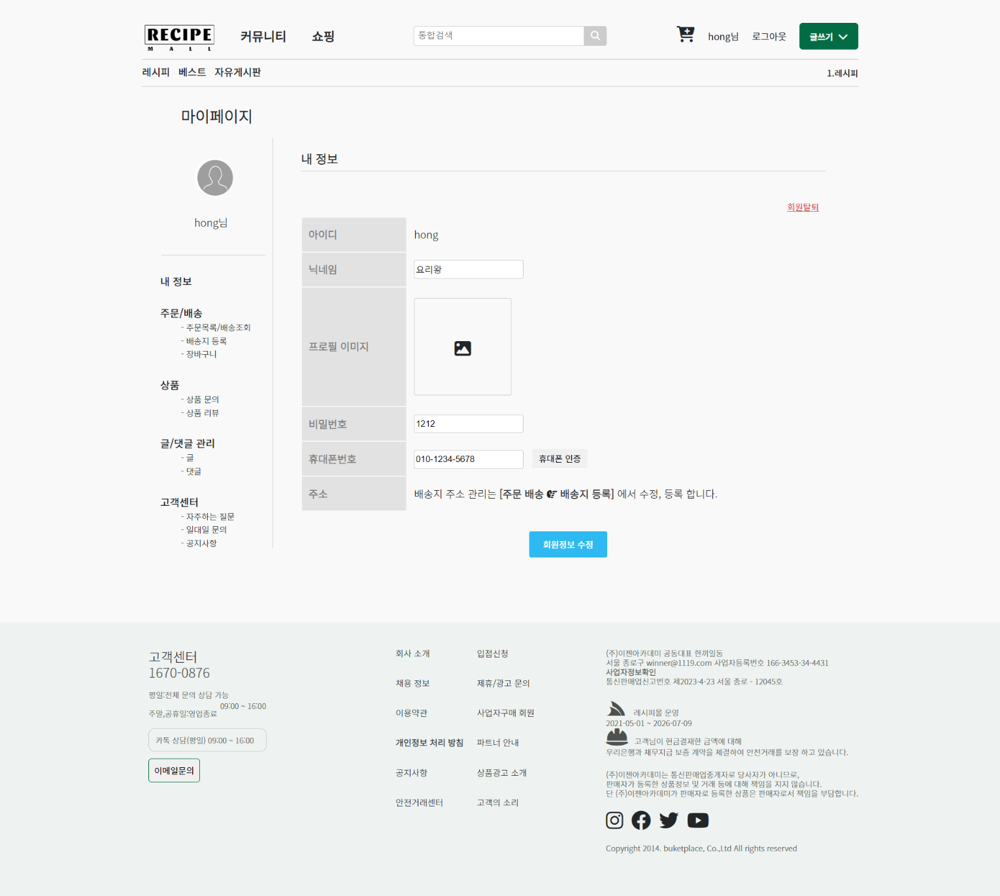 RECIPE
MALL
커뮤니티 쇼핑
통합검색
hong님 로그아웃 글쓰기
레시피 베스트 자유게시판
1.레시피
마이페이지
hong님
내 정보
주문/배송
- 주문목록/배송조회
- 배송지 등록
- 장바구니
상품
- 상품 문의
- 상품 리뷰
글/댓글 관리
- 글
- 댓글
고객센터
- 자주하는 질문
- 일대일 문의
- 공지사항
내 정보
회원탈퇴
아이디 hong
닉네임 요리왕
프로필 이미지
비밀번호 1212
휴대폰번호 010-1234-5678 휴대폰 인증
주소 배송지 주소 관리는 [주문 배송 배송지 등록] 에서 수정, 등록 합니다.
회원정보 수정
고객센터
1670-0876
평일:전체 문의 상담 가능
주말,공휴일:영업종료 09:00 ~ 16:00
카톡 상담(평일) 09:00 ~ 16:00
이메일문의
회사 소개 입점신청
채용 정보 제휴/광고 문의
이용약관 사업자구매 회원
개인정보 처리 방침 파트너 안내
공지사항 상품광고 소개
안전거래센터 고객의 소리
(주)이젠아카데미 공동대표 한끼일동
서울 종로구 winner@1119.com 사업자등록번호 166-3453-34-4431
사업자정보확인
통신판매업신고번호 제2023-4-23 서울 종로 - 12045호
레시피몰 운영
2021-05-01 ~ 2026-07-09
고객님이 현금결재한 금액에 대해
우리은행과 채무지급 보증 계약을 체결하여 안전거래를 보장 하고 있습니다.
(주)이젠아카데미는 통신판매업중개자로 당사자가 아니므로,
판매자가 등록한 상품정보 및 거래 등에 대해 책임을 지지 않습니다.
단 (주)이젠아카데미가 판매자로 등록한 상품은 판매자로서 책임을 부담합니다.
Copyright 2014. buketplace, Co.,Ltd All rights reserved